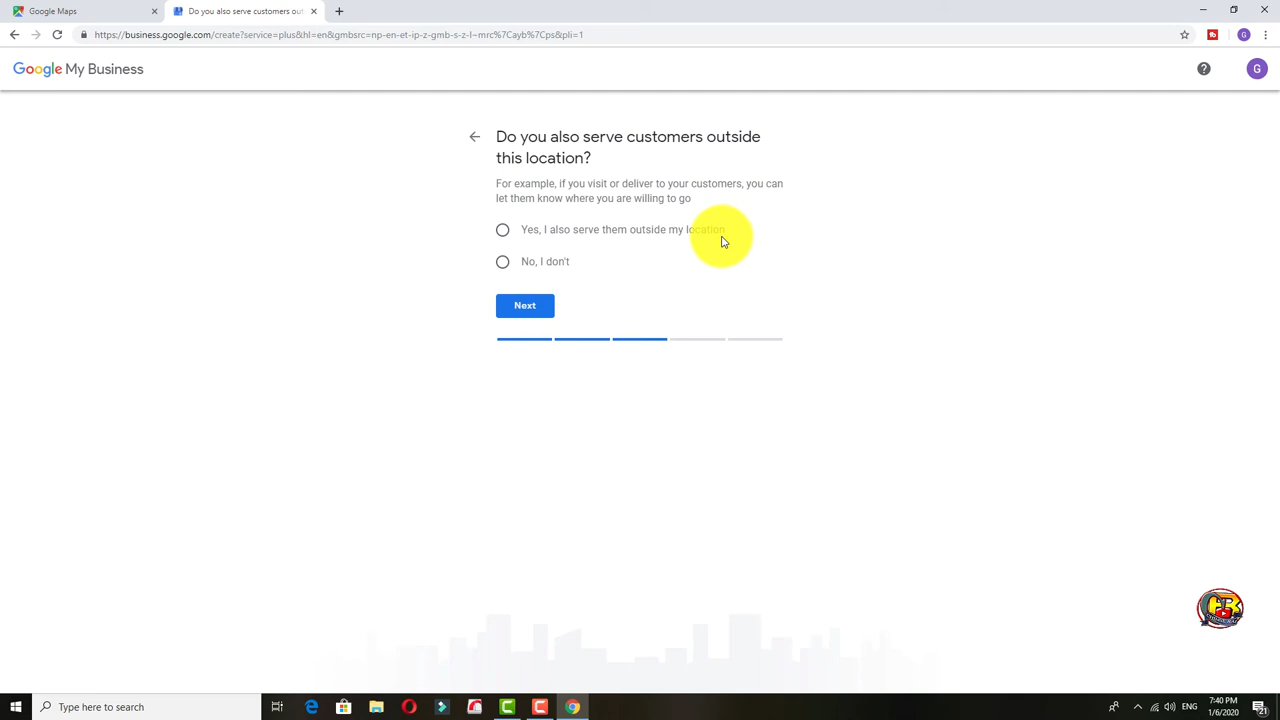 Google Maps
Do you also serve customers out
https://business.google.com/create?service=plus&hl=en&gmbsrc=np-en-et-ip-z-gmb-s-z-l~mrc%7Cayb%7Cps&pli=1
G
Google My Business
G
Do you also serve customers outside
this location?
For example, if you visit or deliver to your customers, you can
let them know where you are willing to go
Yes, I also serve them outside my location
No, I don't
Next
Type here to search
ENG
7:40 PM
1/6/2020
21